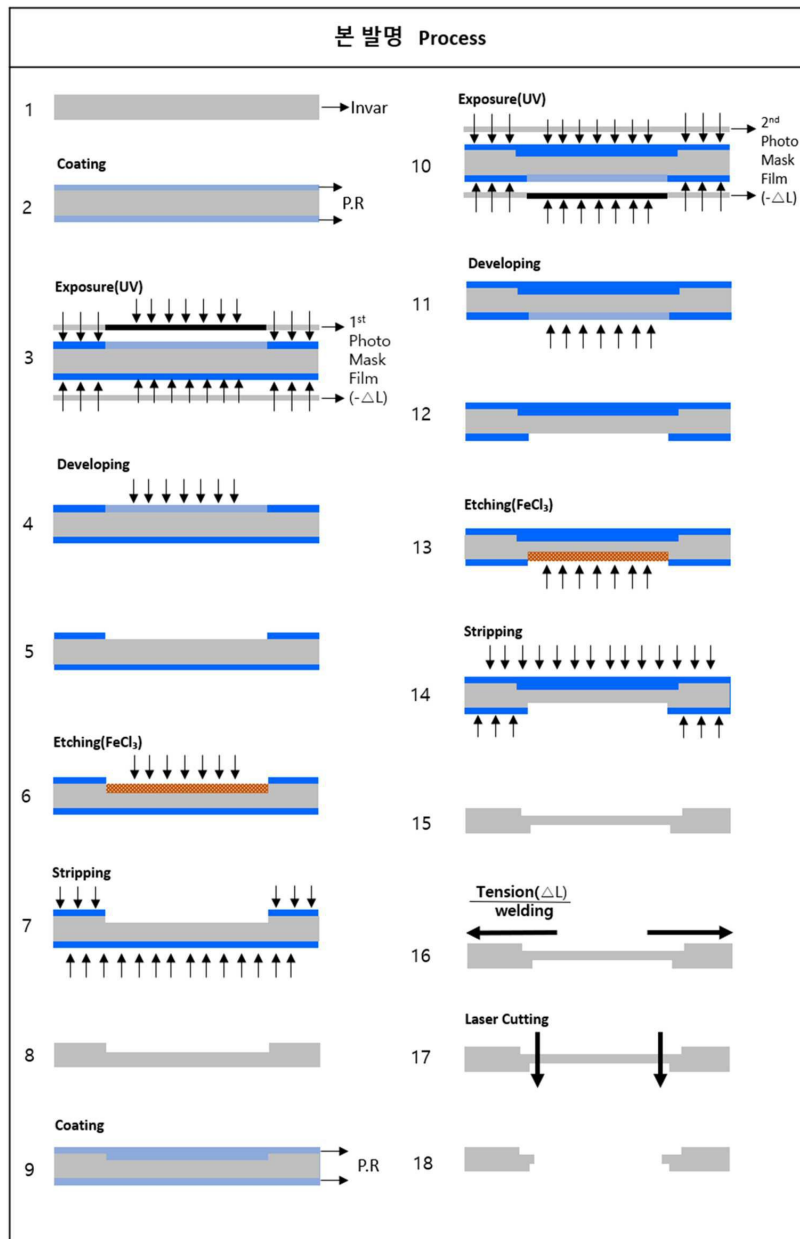 본 발명 Process
1
Invar
Coating
2
P.R
Exposure(UV)
3
1st
Photo
Mask
Film
(-△L)
Developing
4
5
Etching(FeCl₃)
6
Stripping
7
8
Coating
9
P.R
Exposure(UV)
10
2nd
Photo
Mask
Film
(-△L)
Developing
11
12
Etching(FeCl₃)
13
Stripping
14
15
Tension(△L)
welding
16
Laser Cutting
17
18